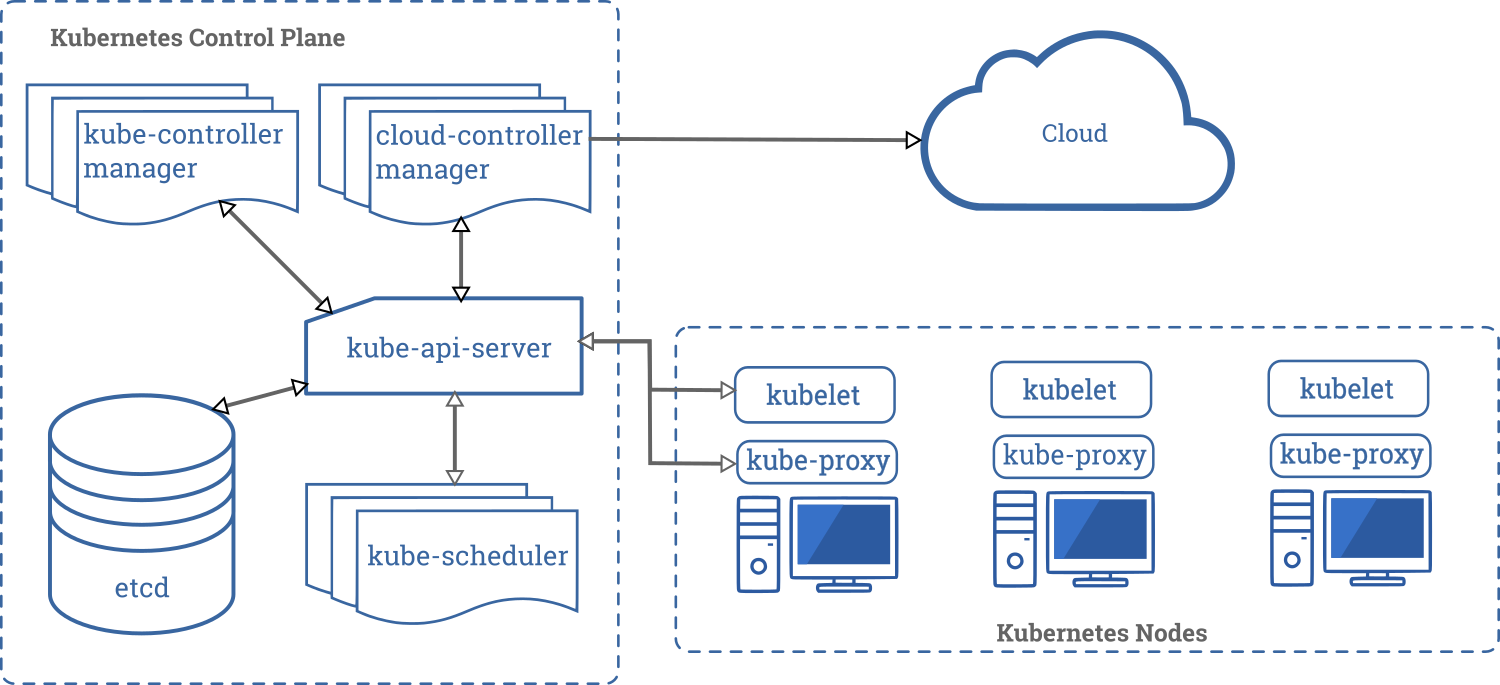 Kubernetes Control Plane
kube-controller
manager
cloud-controller
manager
Cloud
kube-api-server
etcd
kube-scheduler
kubelet
kube-proxy
kubelet
kube-proxy
kubelet
kube-proxy
Kubernetes Nodes